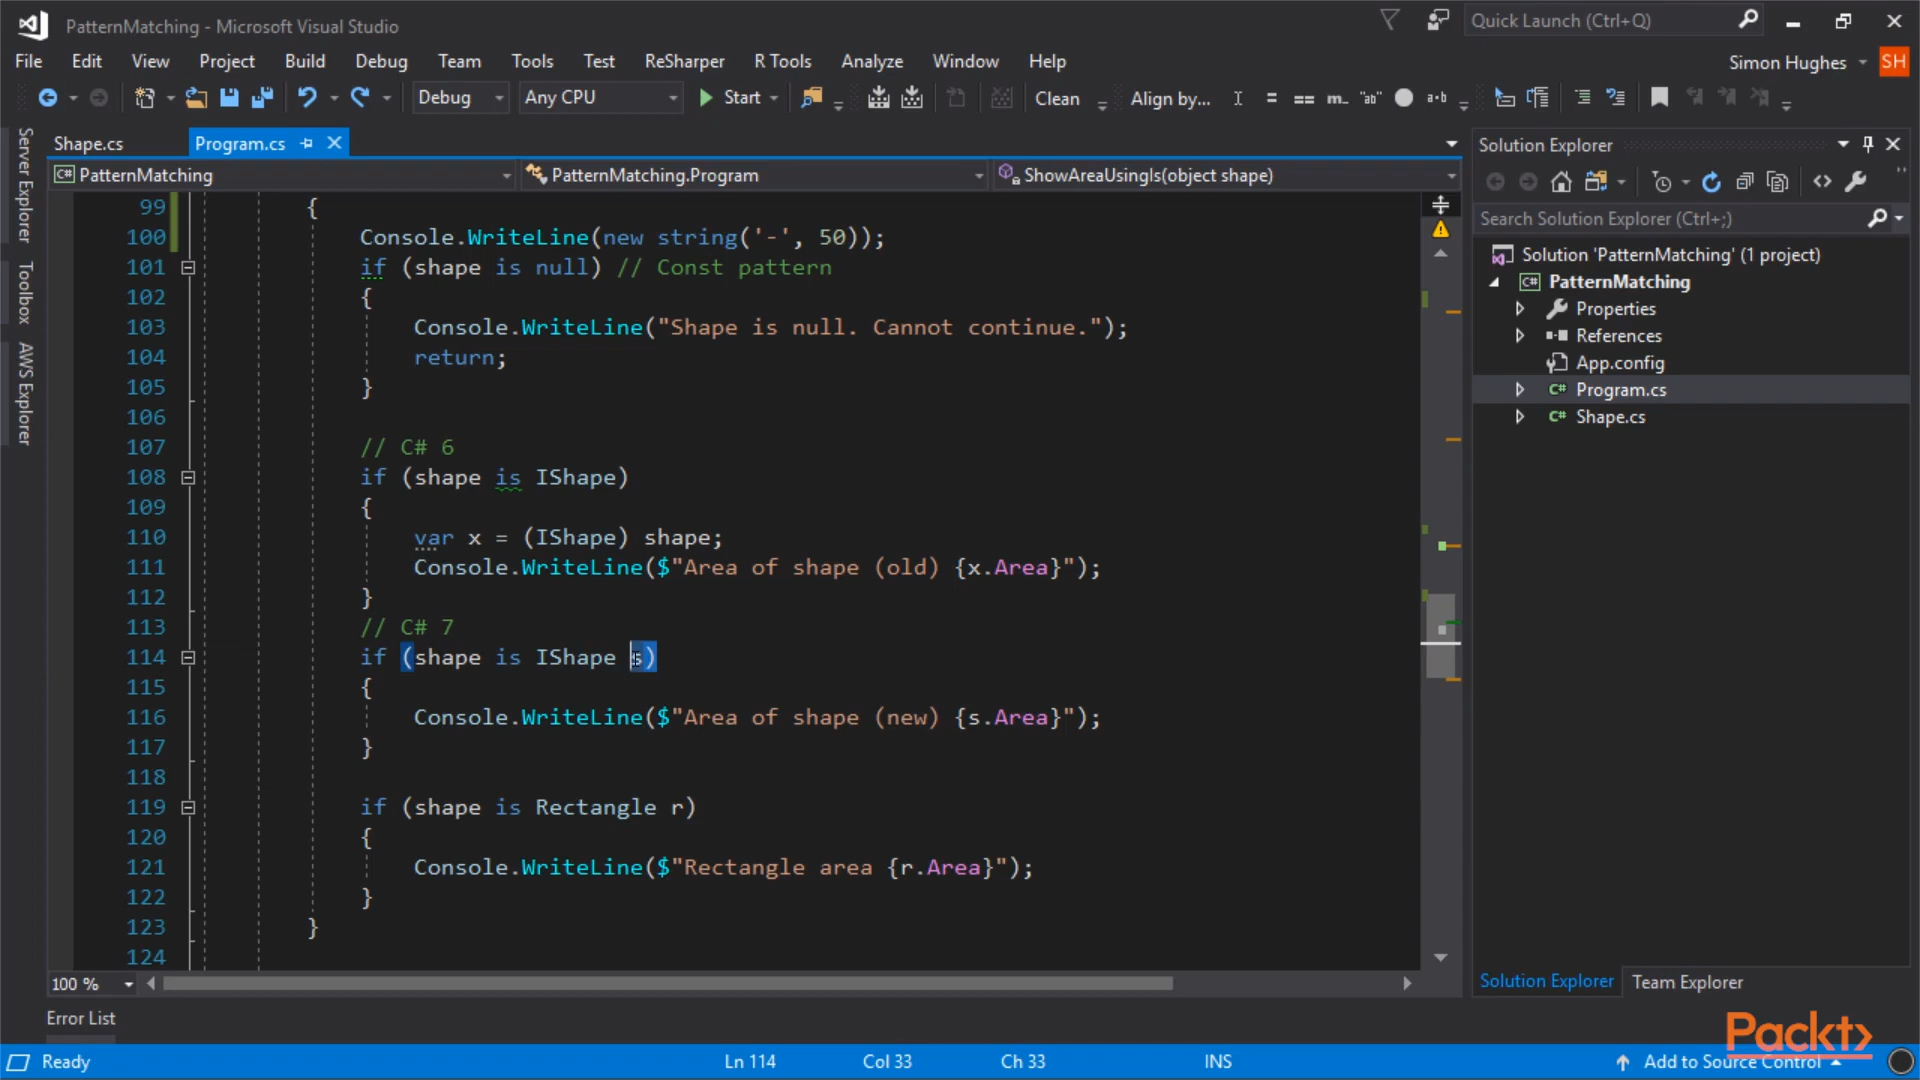 PatternMatching - Microsoft Visual Studio
Quick Launch (Ctrl+Q)
File Edit View Project Build Debug Team Tools Test ReSharper R Tools Analyze Window Help
Simon Hughes SH
Debug Any CPU Start Clean Align by... = == m_ "ab" a·b
Server Explorer
Toolbox
AWS Explorer
Shape.cs Program.cs
C# PatternMatching PatternMatching.Program ShowAreaUsingIs(object shape)
99 {
100 Console.WriteLine(new string('-', 50));
101 if (shape is null) // Const pattern
102 {
103 Console.WriteLine("Shape is null. Cannot continue.");
104 return;
105 }
106
107 // C# 6
108 if (shape is IShape)
109 {
110 var x = (IShape) shape;
111 Console.WriteLine($"Area of shape (old) {x.Area}");
112 }
113 // C# 7
114 if (shape is IShape s)
115 {
116 Console.WriteLine($"Area of shape (new) {s.Area}");
117 }
118
119 if (shape is Rectangle r)
120 {
121 Console.WriteLine($"Rectangle area {r.Area}");
122 }
123 }
124
100 %
Solution Explorer
Search Solution Explorer (Ctrl+;)
Solution 'PatternMatching' (1 project)
C# PatternMatching
Properties
References
App.config
C# Program.cs
C# Shape.cs
Solution Explorer Team Explorer
Error List
Packt>
Ready Ln 114 Col 33 Ch 33 INS Add to Source Control